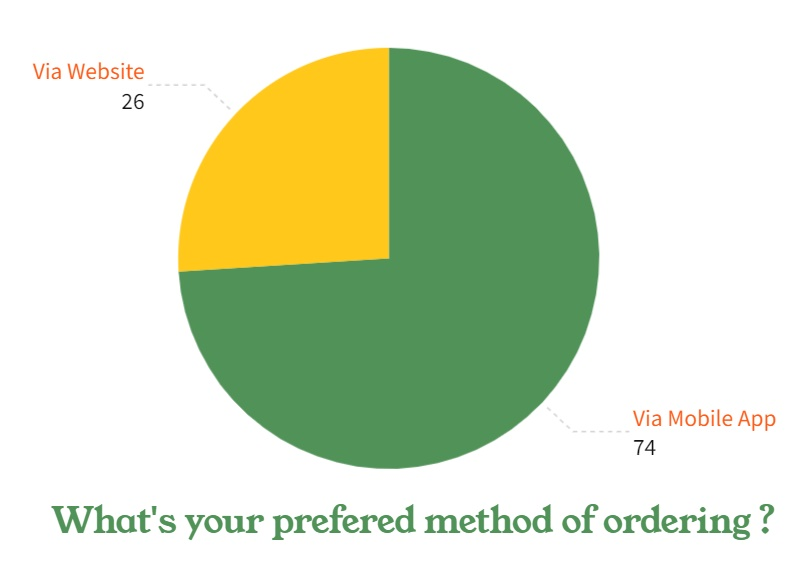 Via Website
26
Via Mobile App
74
What's your prefered method of ordering ?